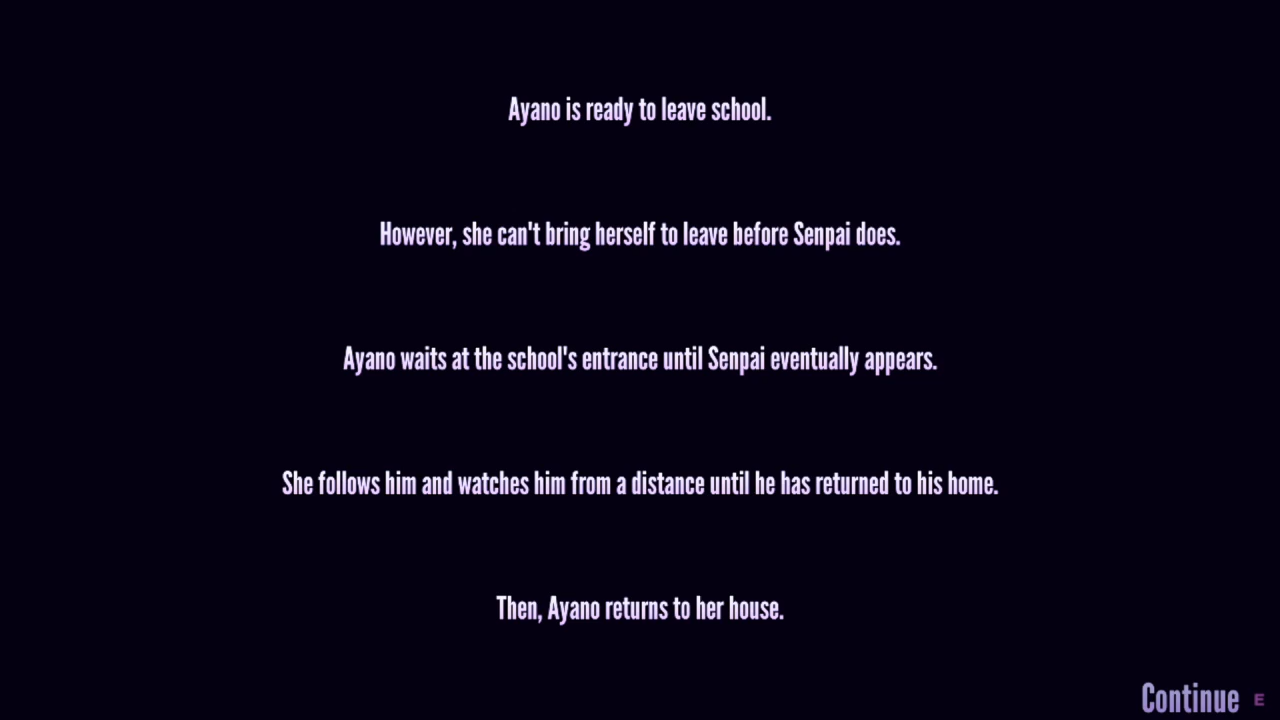 Ayano is ready to leave school.
However, she can't bring herself to leave before Senpai does.
Ayano waits at the school's entrance until Senpai eventually appears.
She follows him and watches him from a distance until he has returned to his home.
Then, Ayano returns to her house.
Continue E